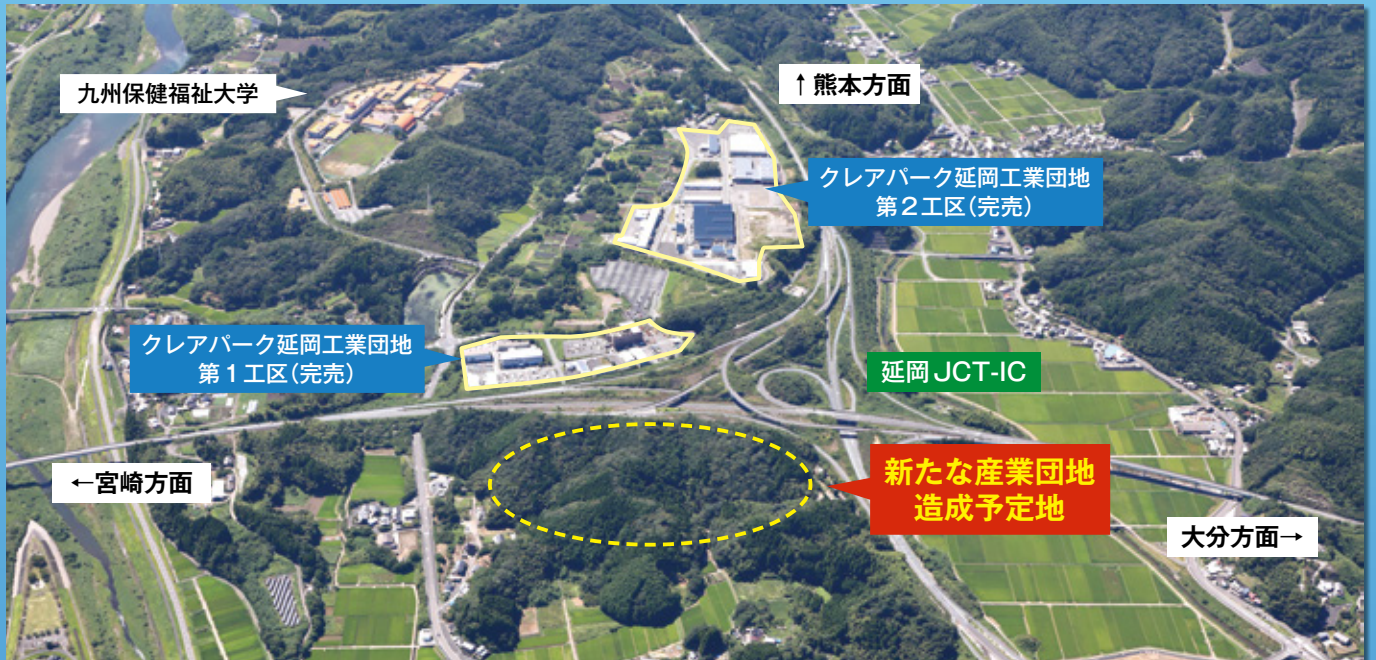 九州保健福祉大学
↑熊本方面
クレアパーク延岡工業団地
第2工区(完売)
クレアパーク延岡工業団地
第1工区(完売)
延岡JCT-IC
←宮崎方面
新たな産業団地
造成予定地
大分方面→